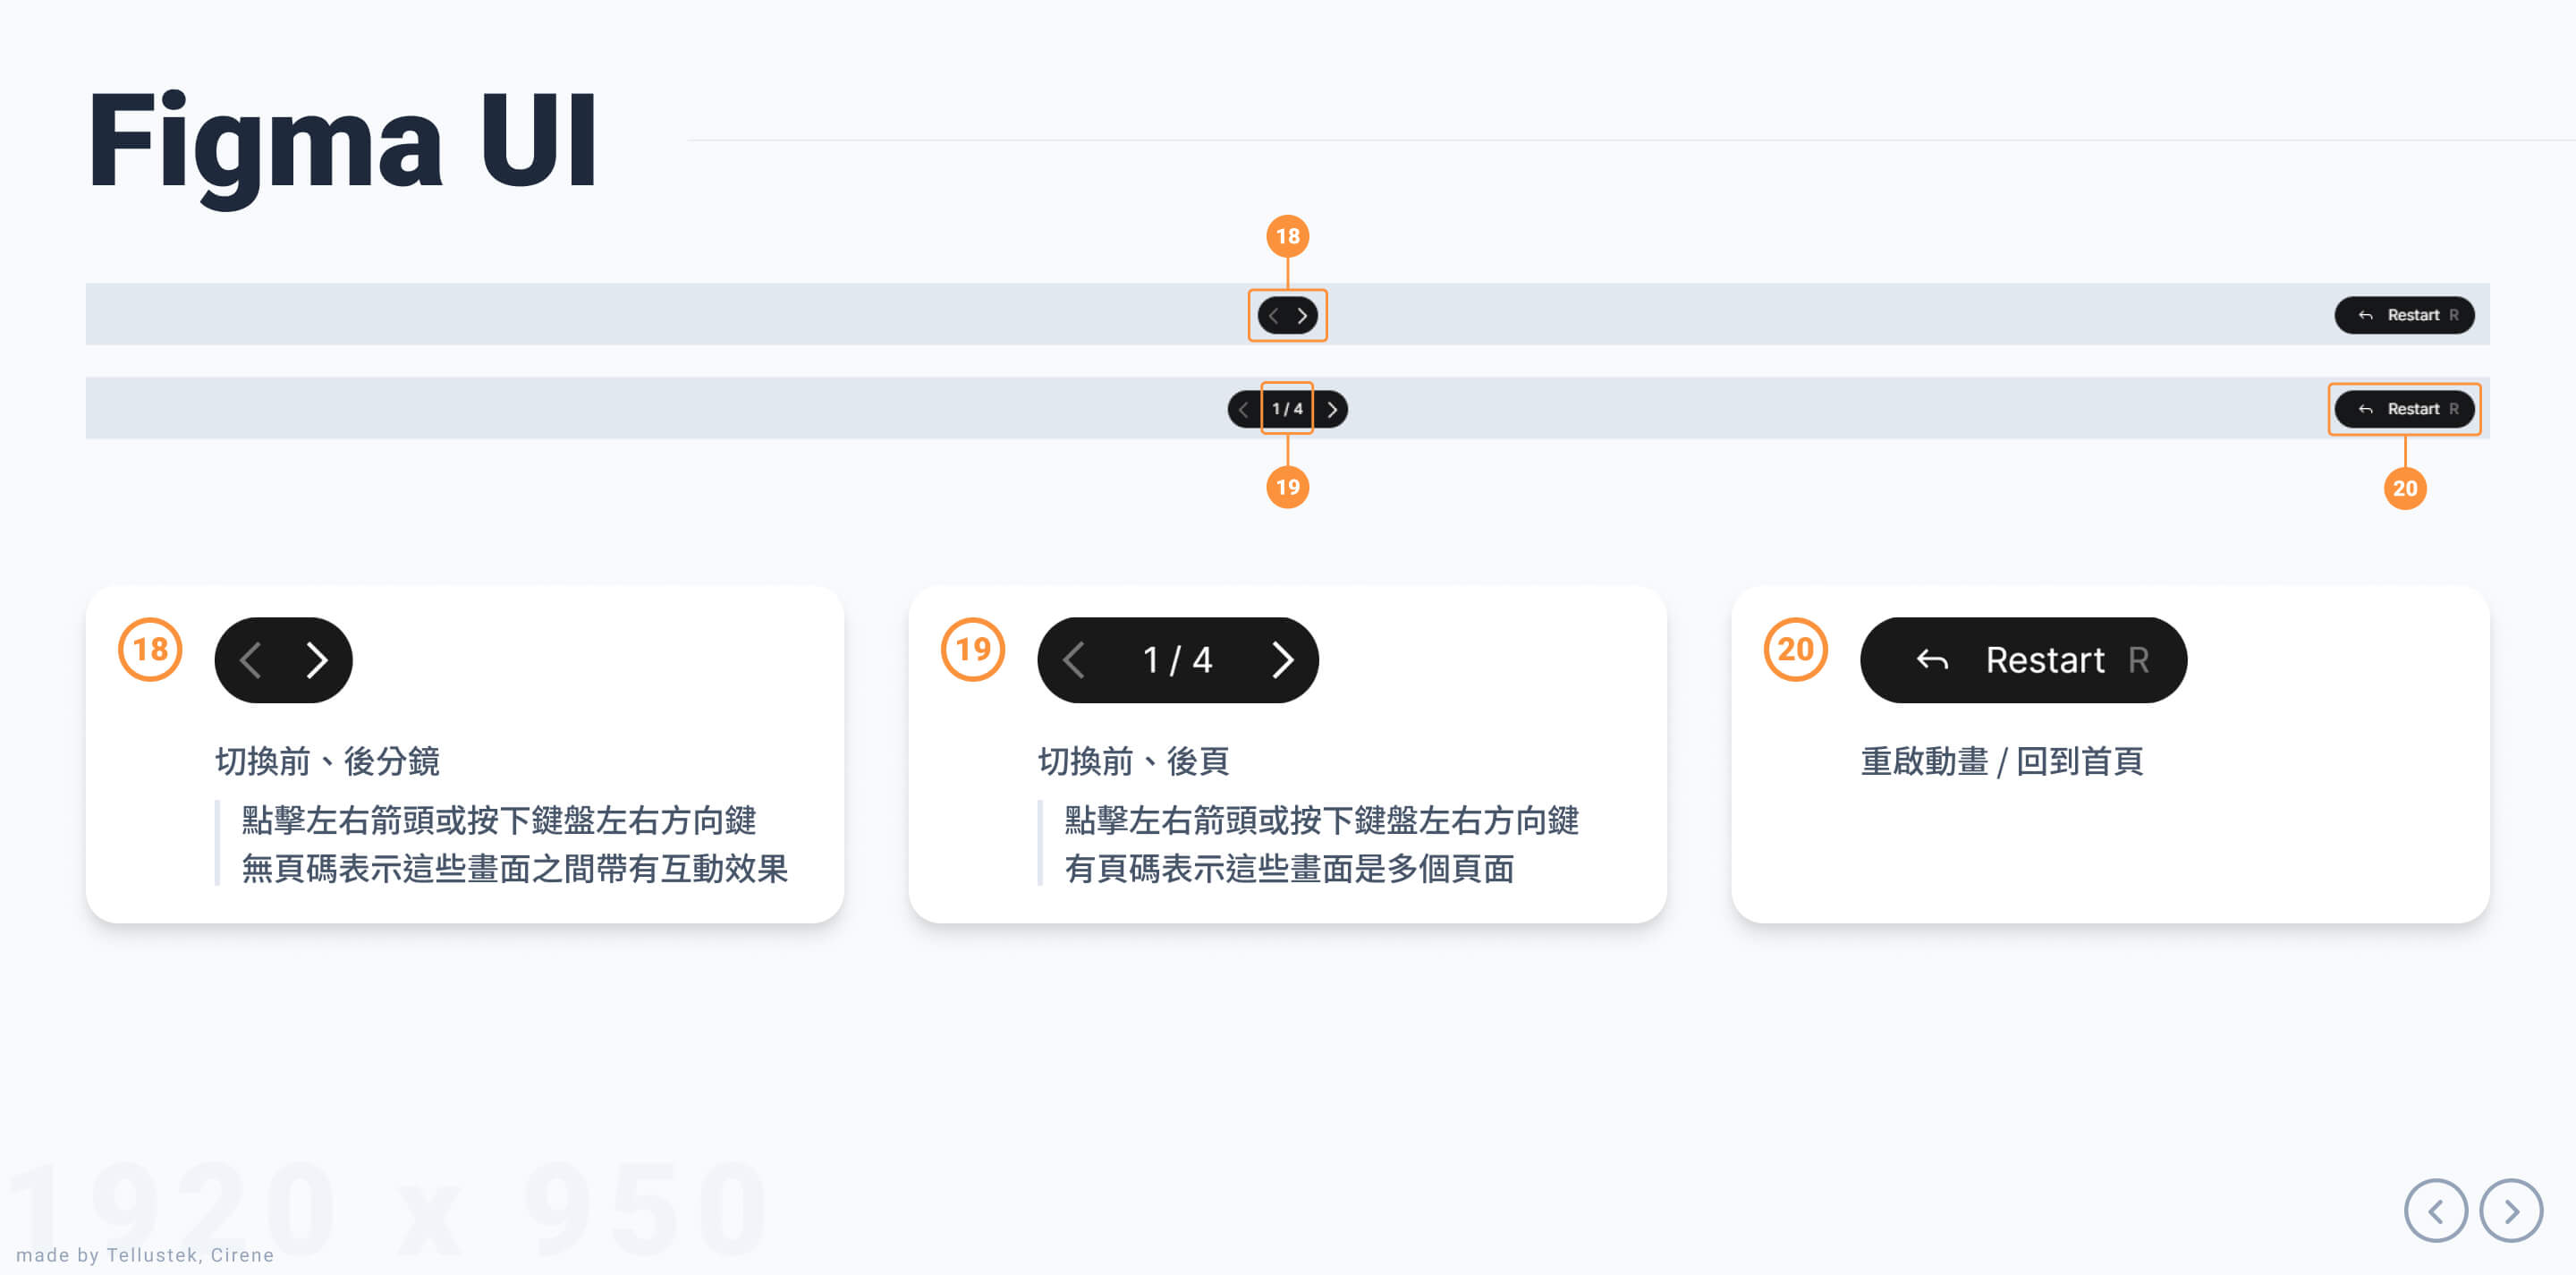 Figma UI
18
Restart R
1 / 4
Restart R
19
20
18
切換前、後分鏡
點擊左右箭頭或按下鍵盤左右方向鍵
無頁碼表示這些畫面之間帶有互動效果
19
1 / 4
切換前、後頁
點擊左右箭頭或按下鍵盤左右方向鍵
有頁碼表示這些畫面是多個頁面
20
Restart R
重啟動畫 / 回到首頁
1920 x 950
made by Tellustek, Cirene